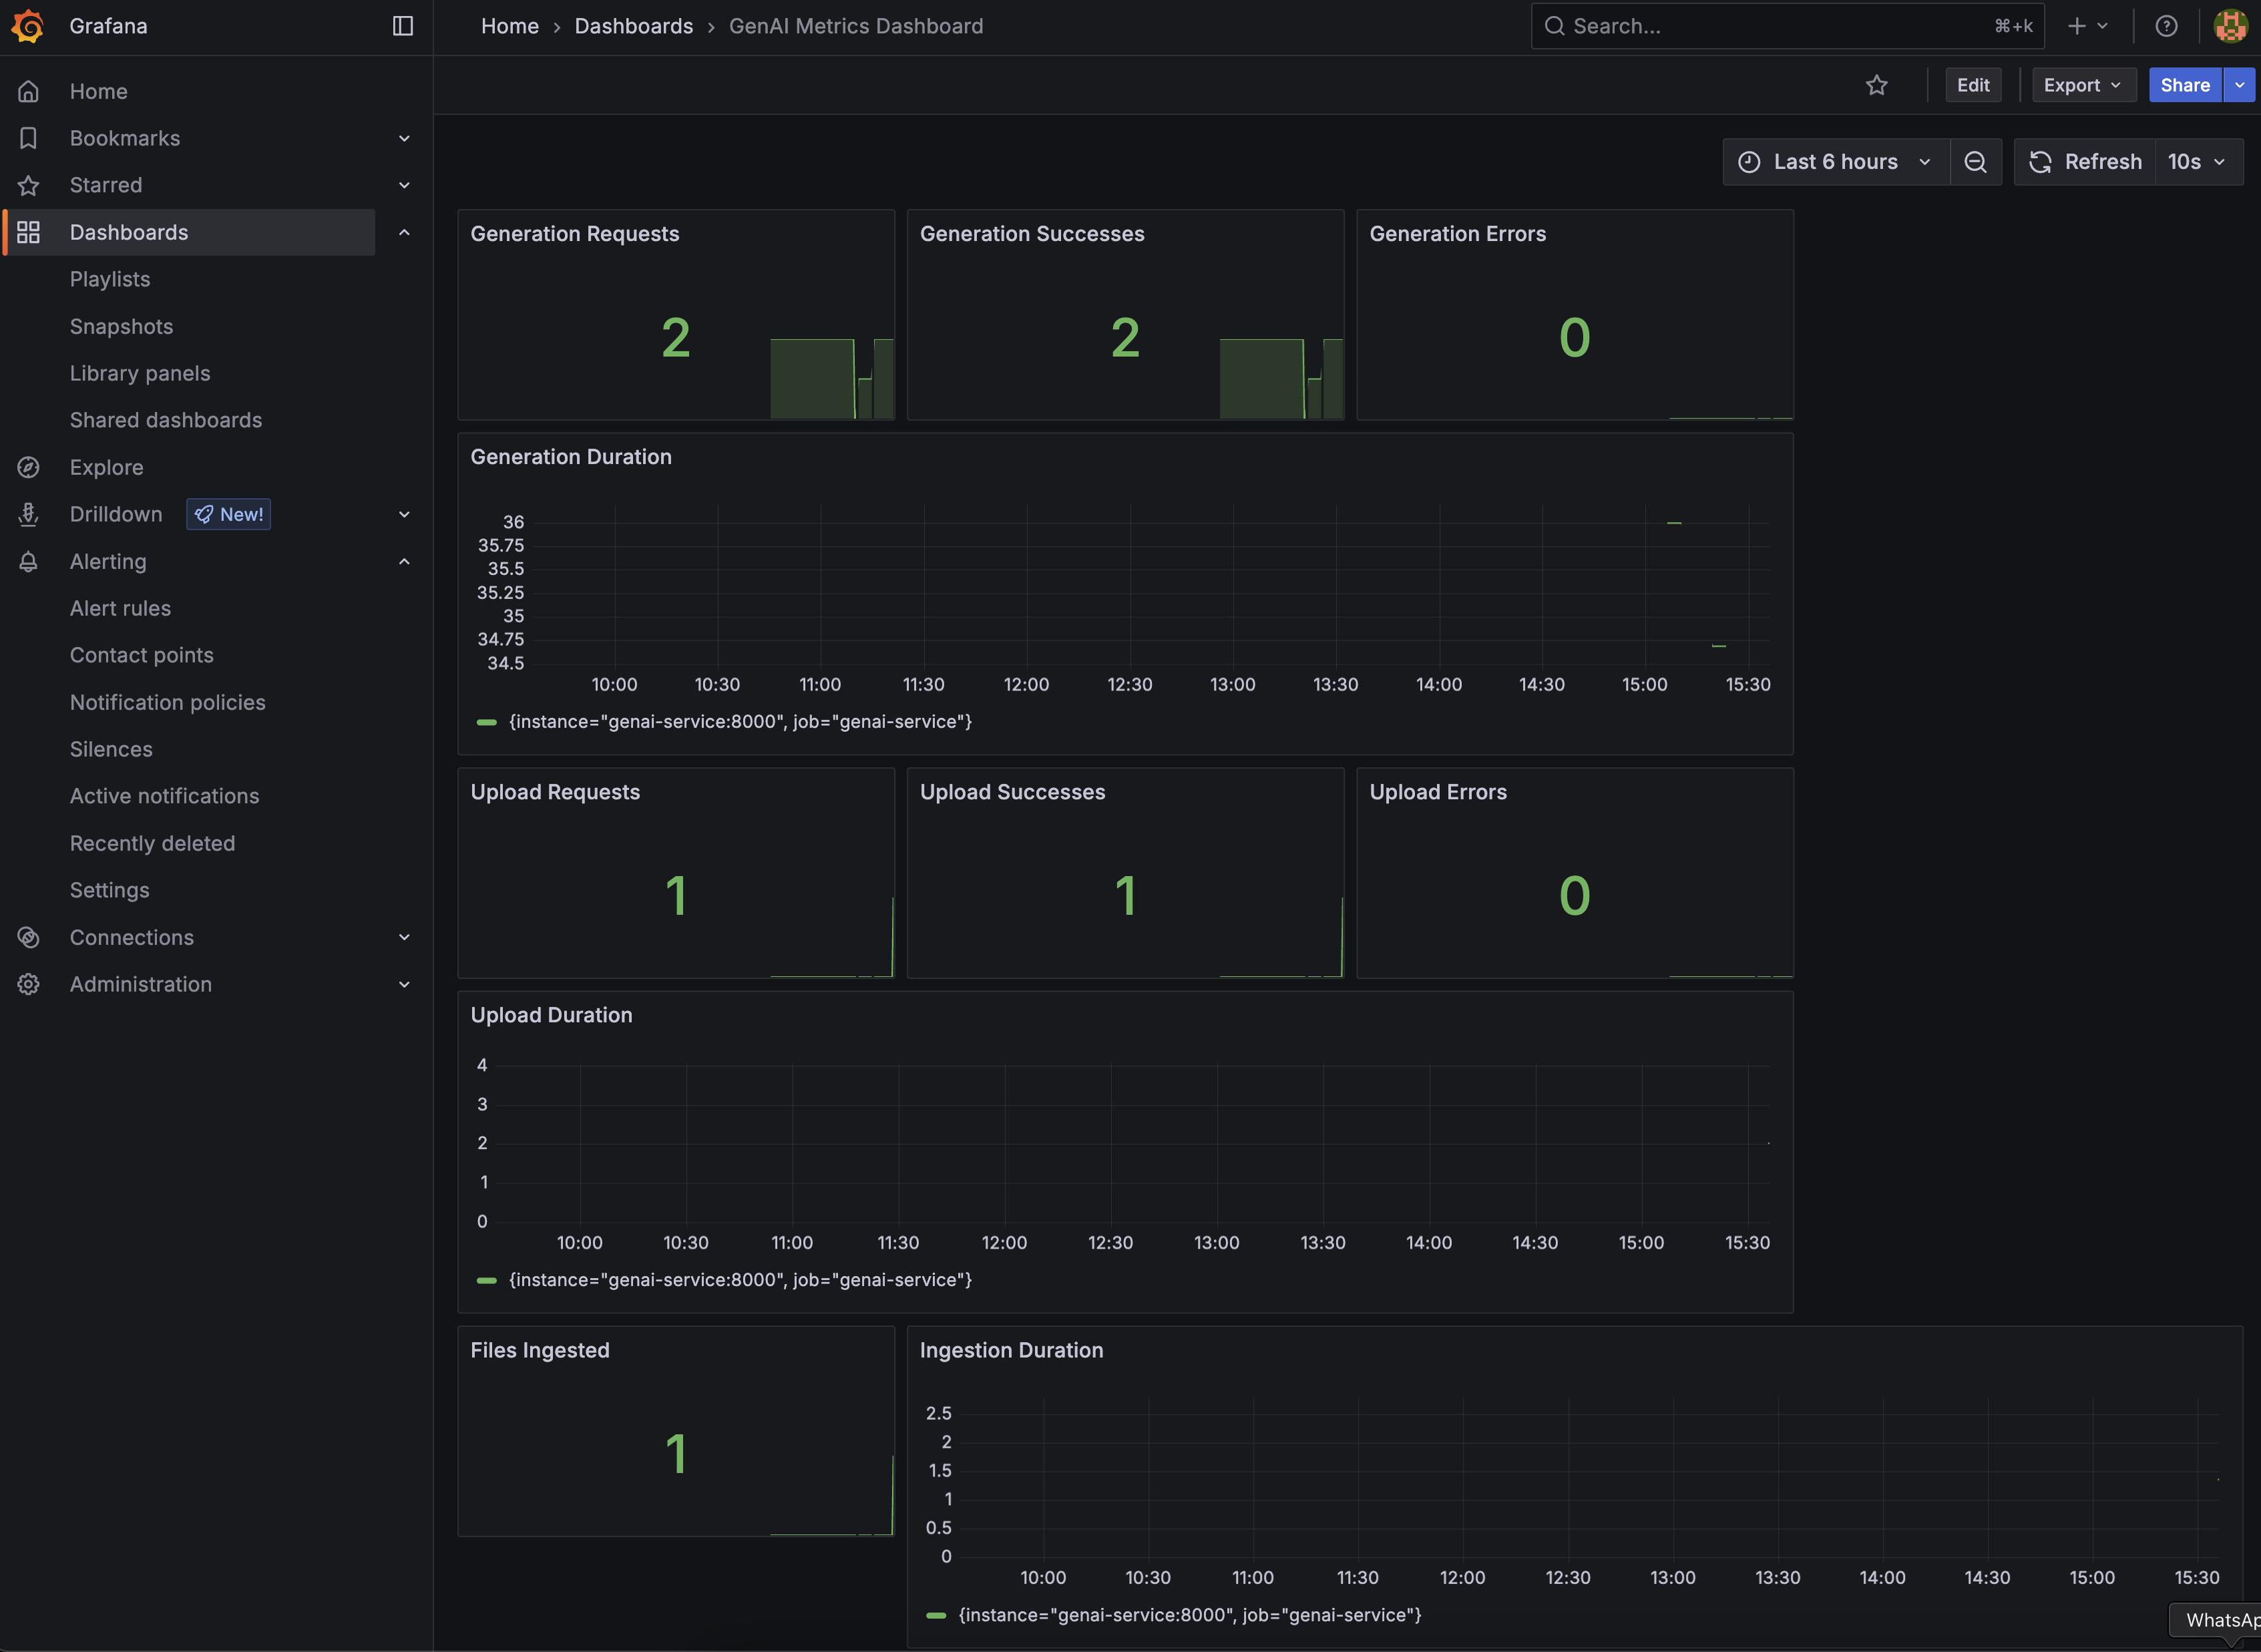 Grafana
Home › Dashboards › GenAI Metrics Dashboard
Search...
⌘+k
Edit
Export
Share
Home
Bookmarks
Starred
Dashboards
Playlists
Snapshots
Library panels
Shared dashboards
Explore
Drilldown New!
Alerting
Alert rules
Contact points
Notification policies
Silences
Active notifications
Recently deleted
Settings
Connections
Administration
Last 6 hours
Refresh 10s
Generation Requests
2
Generation Successes
2
Generation Errors
0
Generation Duration
36
35.75
35.5
35.25
35
34.75
34.5
10:00 10:30 11:00 11:30 12:00 12:30 13:00 13:30 14:00 14:30 15:00 15:30
{instance="genai-service:8000", job="genai-service"}
Upload Requests
1
Upload Successes
1
Upload Errors
0
Upload Duration
4
3
2
1
0
10:00 10:30 11:00 11:30 12:00 12:30 13:00 13:30 14:00 14:30 15:00 15:30
{instance="genai-service:8000", job="genai-service"}
Files Ingested
1
Ingestion Duration
2.5
2
1.5
1
0.5
0
10:00 10:30 11:00 11:30 12:00 12:30 13:00 13:30 14:00 14:30 15:00 15:30
{instance="genai-service:8000", job="genai-service"}
WhatsAp